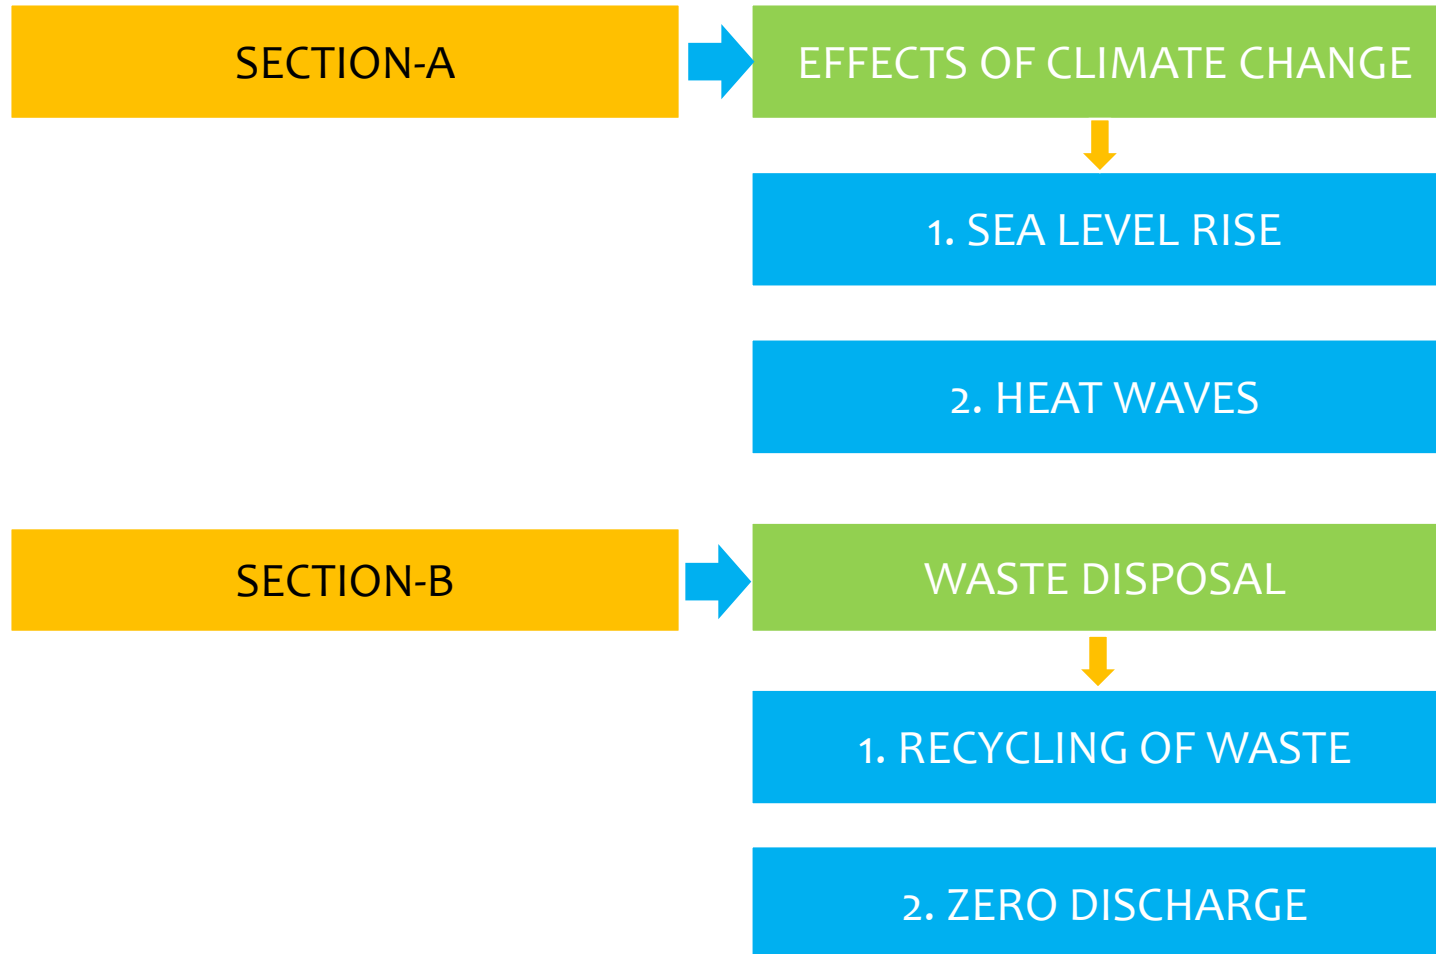 SECTION-A
EFFECTS OF CLIMATE CHANGE
1. SEA LEVEL RISE
2. HEAT WAVES
SECTION-B
WASTE DISPOSAL
1. RECYCLING OF WASTE
2. ZERO DISCHARGE